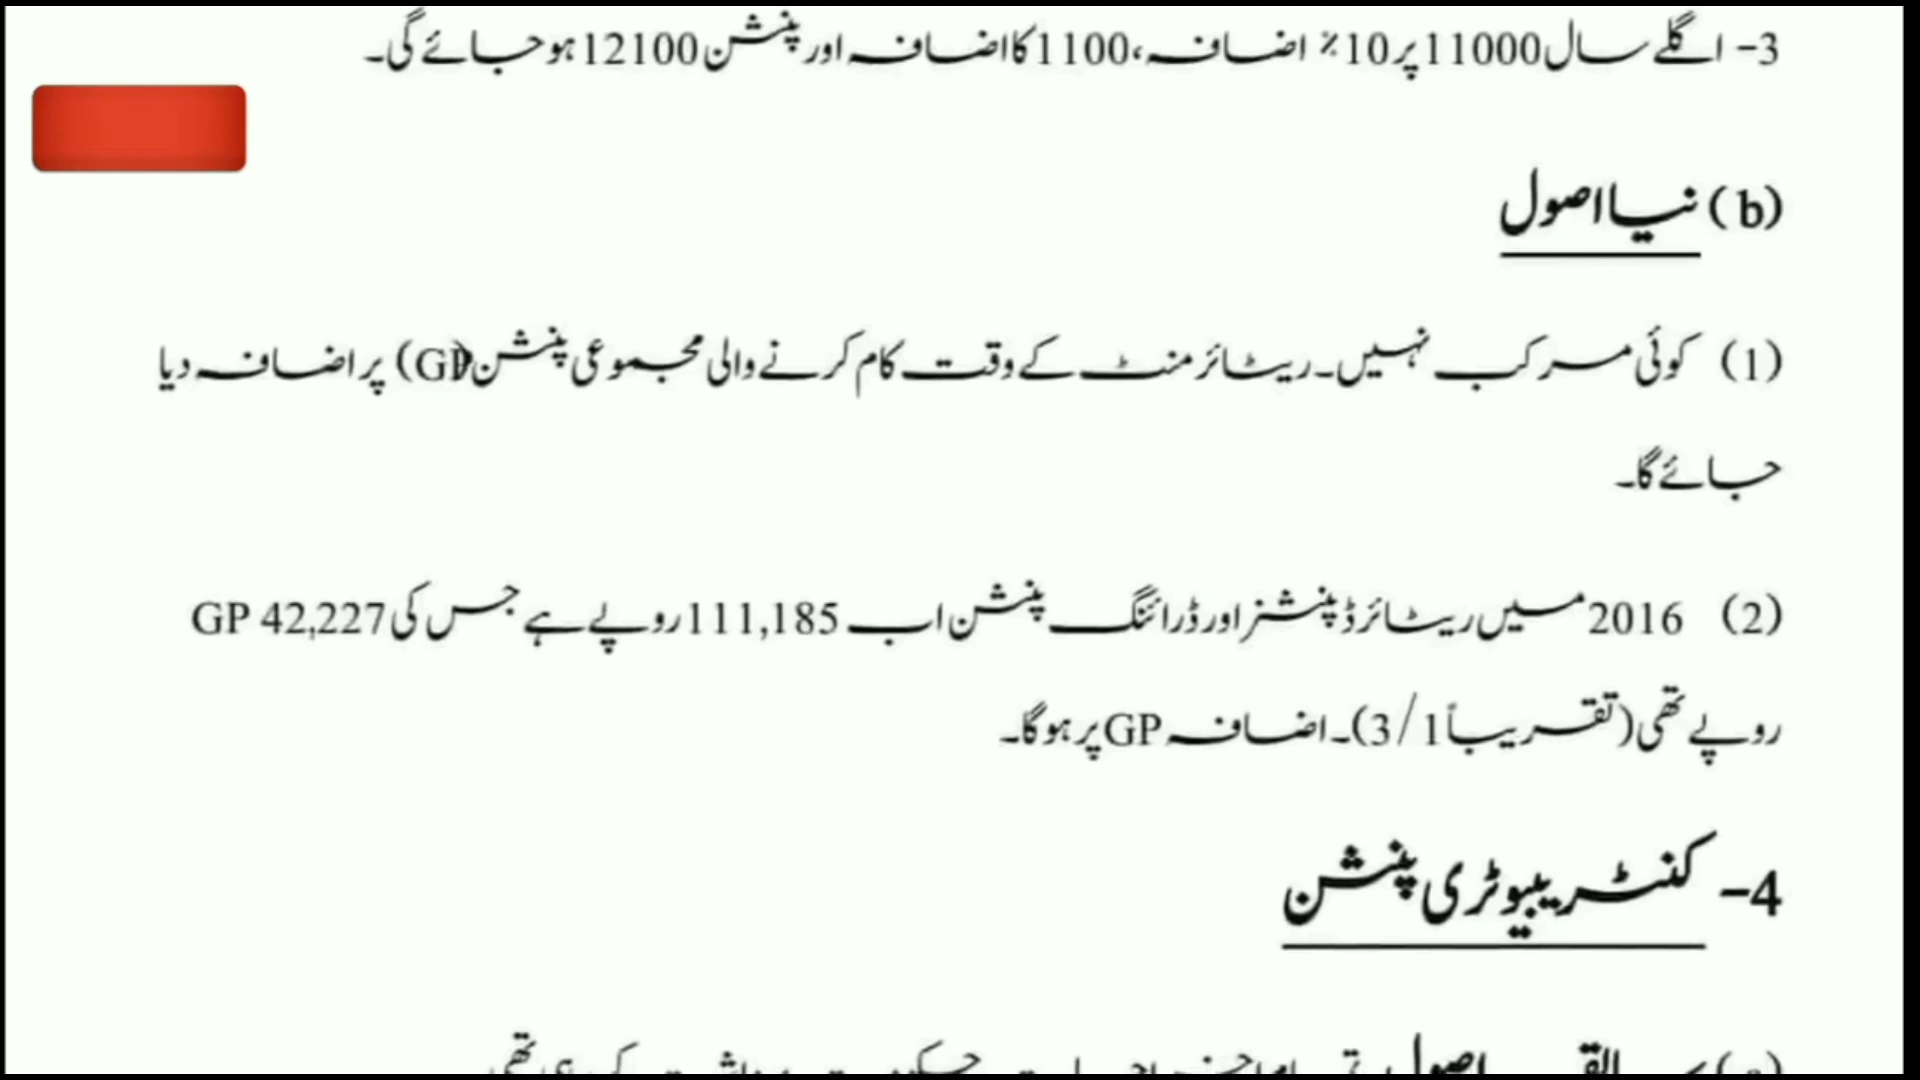 3- اگلے سال 11000 پر 10٪ اضافہ، 1100 کا اضافہ اور پنشن 12100 ہو جائے گی۔
(b) نیا اصول
(1) کوئی مرکب نہیں۔ ریٹائرمنٹ کے وقت کام کرنے والی مجموعی پنشن (GP) پر اضافہ دیا
جائے گا۔
(2) 2016 میں ریٹائرڈ پنشنر اور ڈرائنگ پنشن اب 111,185 روپے ہے جس کی GP 42,227
روپے تھی (تقریباً 3/1)۔ اضافہ GP پر ہوگا۔
4- کنٹریبیوٹری پنشن